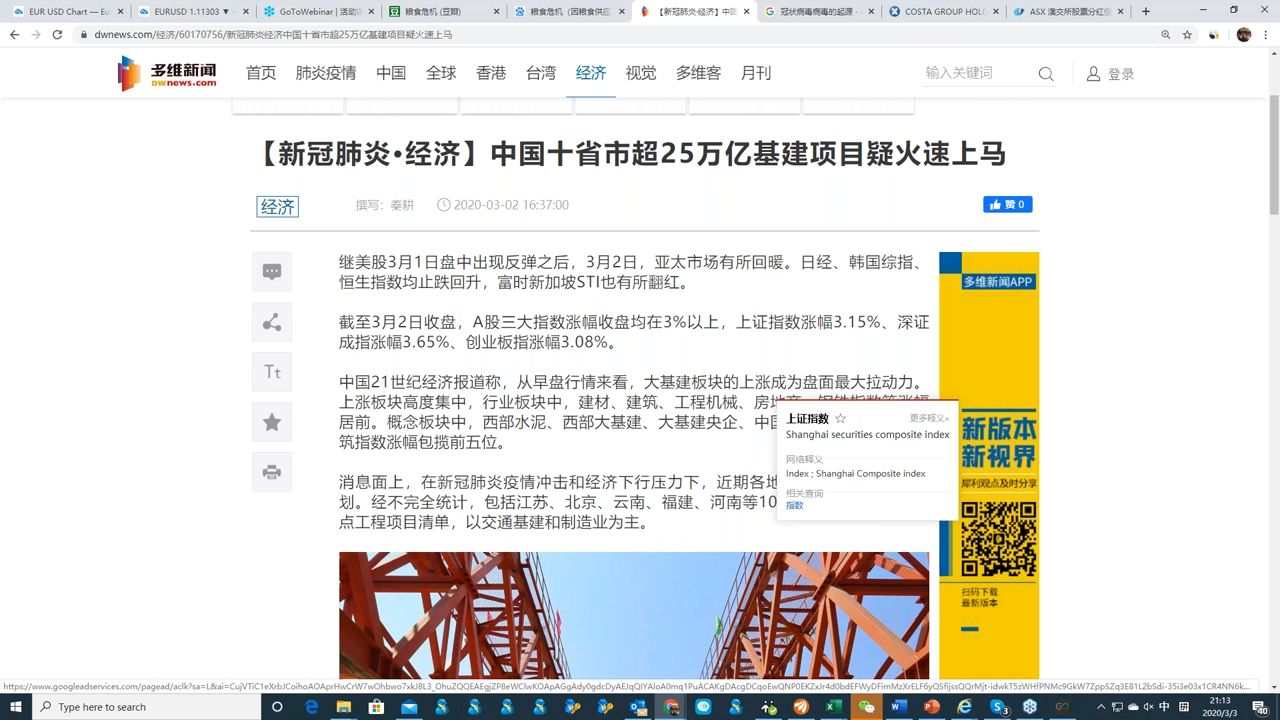 EUR USD Chart — Eu
EURUSD 1.11303 ▼ —
GoToWebinar | 活动详
粮食危机 (豆瓣)
粮食危机（因粮食供应
【新冠肺炎·经济】中国
冠状病毒病毒的起源 -
COSTA GROUP HOLD
ASX 澳交所股票分红信
dwnews.com/经济/60170756/新冠肺炎经济中国十省市超25万亿基建项目疑火速上马
多维新闻
DWnews.com
首页 肺炎疫情 中国 全球 香港 台湾 经济 视觉 多维客 月刊
输入关键词
登录
【新冠肺炎•经济】中国十省市超25万亿基建项目疑火速上马
经济
撰写：秦耕
2020-03-02 16:37:00
赞 0
继美股3月1日盘中出现反弹之后，3月2日，亚太市场有所回暖。日经、韩国综指、
恒生指数均止跌回升，富时新加坡STI也有所翻红。
截至3月2日收盘，A股三大指数涨幅收盘均在3%以上，上证指数涨幅3.15%、深证
成指涨幅3.65%、创业板指涨幅3.08%。
中国21世纪经济报道称，从早盘行情来看，大基建板块的上涨成为盘面最大拉动力。
上涨板块高度集中，行业板块中，建材、建筑、工程机械、房地产、钢铁指数等涨幅
居前。概念板块中，西部水泥、西部大基建、大基建央企、中国
筑指数涨幅包揽前五位。
消息面上，在新冠肺炎疫情冲击和经济下行压力下，近期各地
划。经不完全统计，包括江苏、北京、云南、福建、河南等10
点工程项目清单，以交通基建和制造业为主。
上证指数
更多释义»
Shanghai securities composite index
网络释义
Index ; Shanghai Composite index
相关查询
指数
Tt
多维新闻APP
新版本
新视界
犀利观点及时分享
扫码下载
最新版本
Type here to search
中
拼
21:13
2020/3/3
40